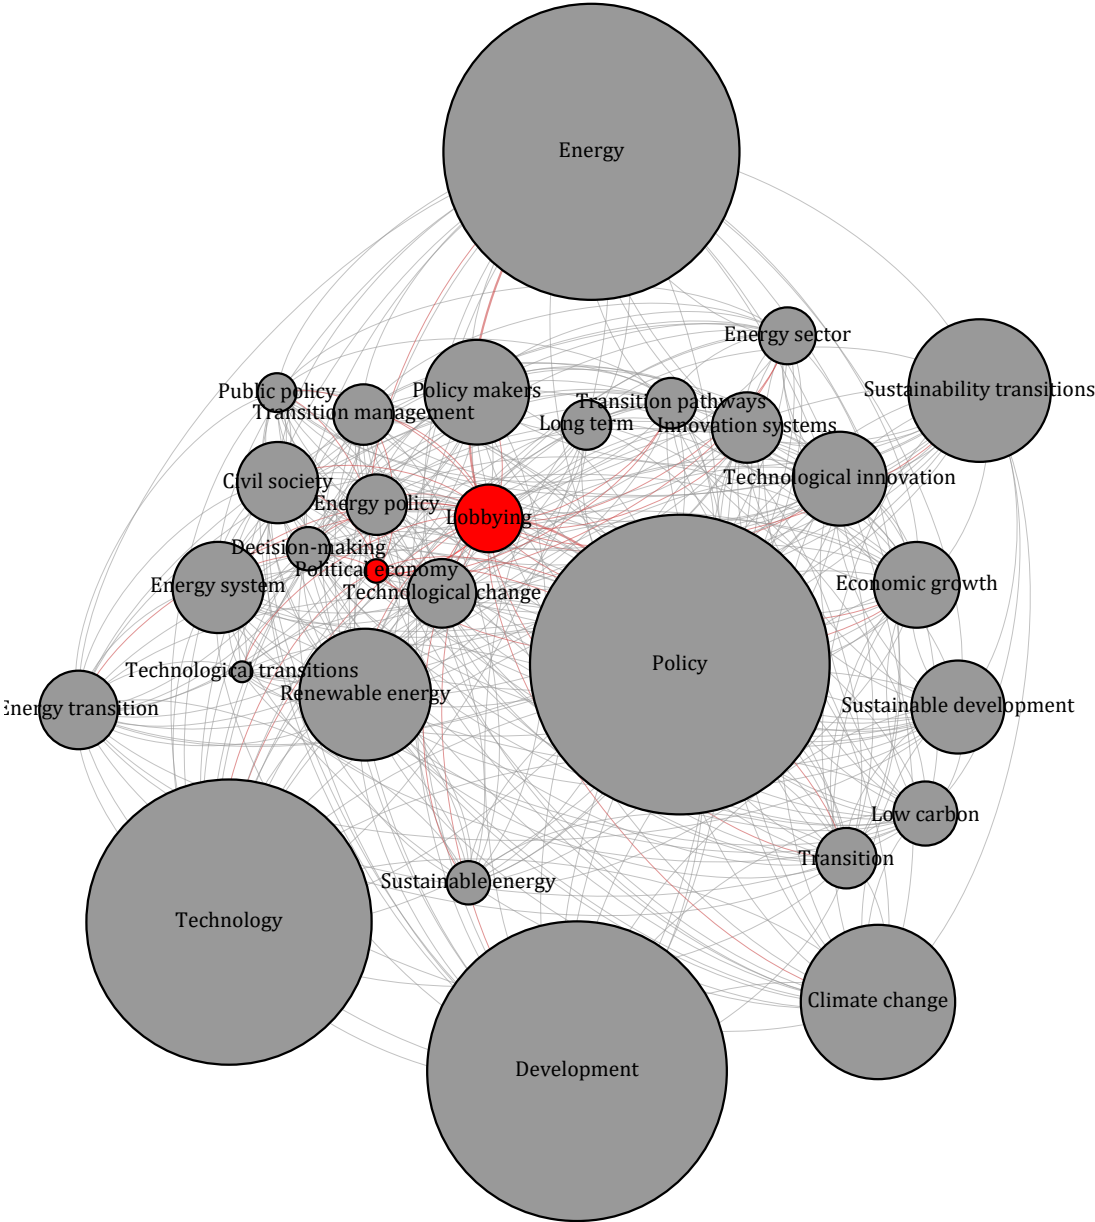 Energy
Energy sector
Sustainability transitions
Public policy
Policy makers
Transition management
Transition pathways
Long term
Innovation systems
Technological innovation
Civil society
Energy policy
Lobbying
Decision-making
Political economy
Energy system
Technological change
Economic growth
Policy
Technological transitions
Renewable energy
Energy transition
Sustainable development
Low carbon
Transition
Sustainable energy
Technology
Climate change
Development